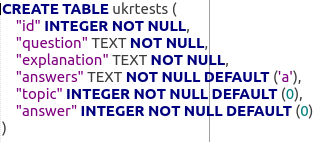 CREATE TABLE ukrtests (
"id" INTEGER NOT NULL,
"question" TEXT NOT NULL,
"explanation" TEXT NOT NULL,
"answers" TEXT NOT NULL DEFAULT ('a'),
"topic" INTEGER NOT NULL DEFAULT (0),
"answer" INTEGER NOT NULL DEFAULT (0)
)